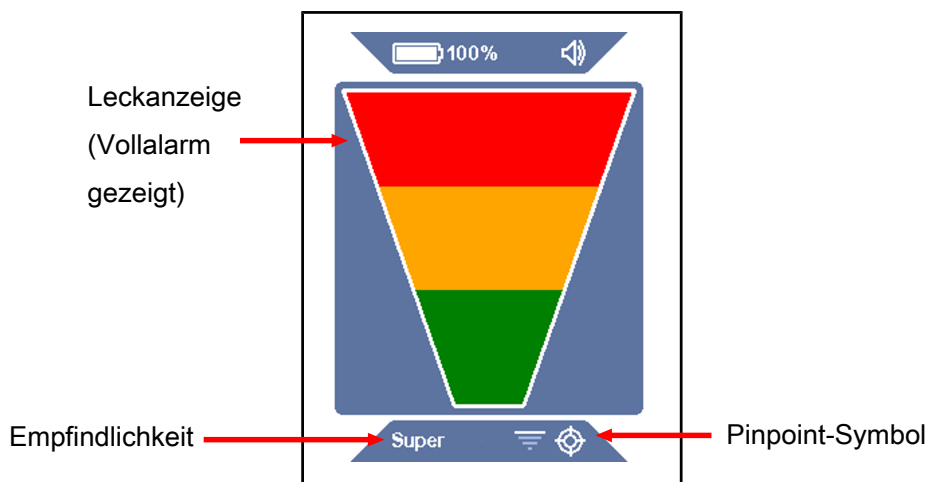 100%
Leckanzeige
(Vollalarm
gezeigt)
Empfindlichkeit
Super
Pinpoint-Symbol